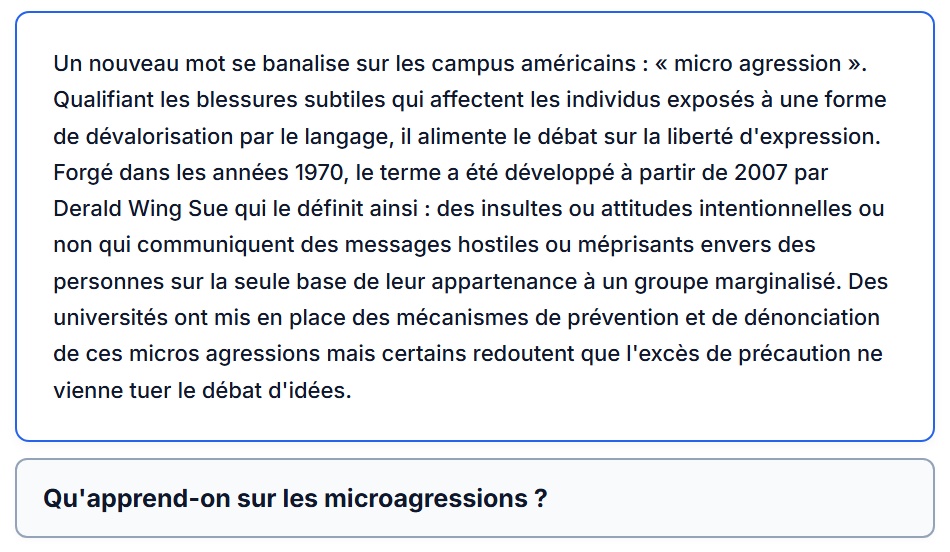 Un nouveau mot se banalise sur les campus américains : « micro agression ».
Qualifiant les blessures subtiles qui affectent les individus exposés à une forme
de dévalorisation par le langage, il alimente le débat sur la liberté d'expression.
Forgé dans les années 1970, le terme a été développé à partir de 2007 par
Derald Wing Sue qui le définit ainsi : des insultes ou attitudes intentionnelles ou
non qui communiquent des messages hostiles ou méprisants envers des
personnes sur la seule base de leur appartenance à un groupe marginalisé. Des
universités ont mis en place des mécanismes de prévention et de dénonciation
de ces micros agressions mais certains redoutent que l'excès de précaution ne
vienne tuer le débat d'idées.
Qu'apprend-on sur les microagressions ?